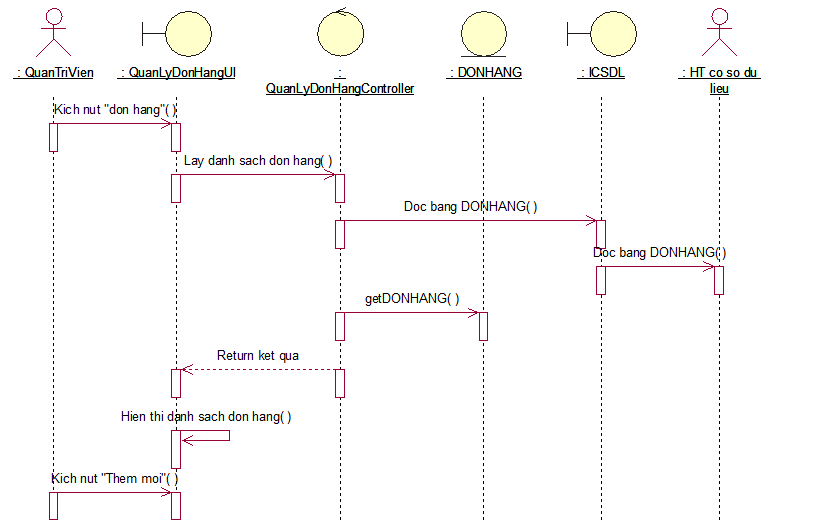 : QuanTriVien
: QuanLyDonHangUI
:
QuanLyDonHangController
: DONHANG
: ICSDL
: HT co so du
lieu
Kich nut "don hang"( )
Lay danh sach don hang( )
Doc bang DONHANG( )
Doc bang DONHANG( )
getDONHANG( )
Return ket qua
Hien thi danh sach don hang( )
Kich nut "Them moi"( )